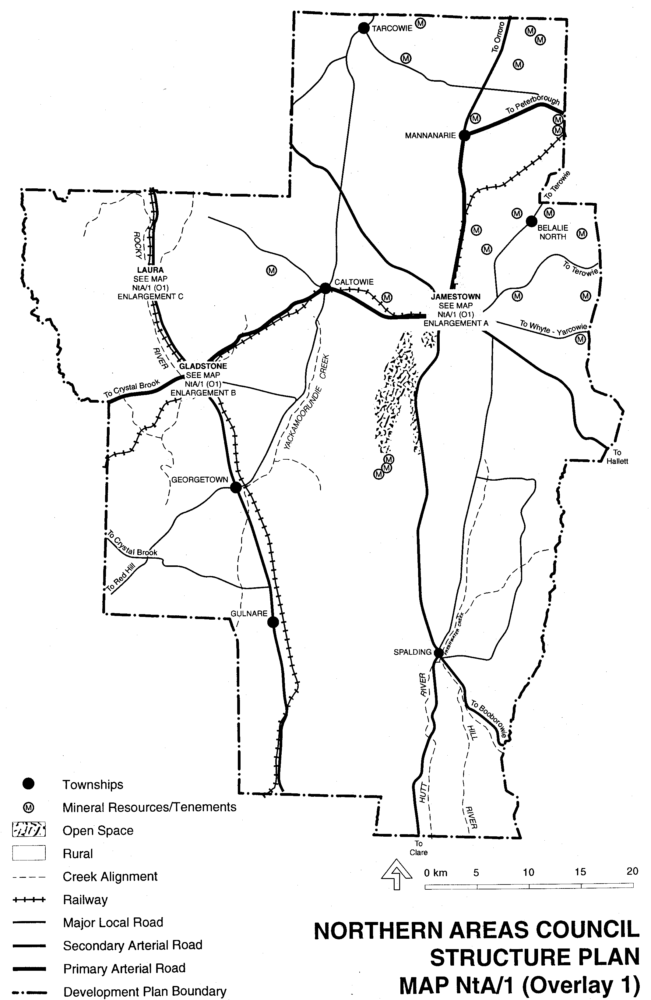 TARCOWIE
M
M
M
M
M
To Orroro
To Peterborough
M
M
M
MANNANARIE
To Terowie
M
M
BELALIE
NORTH
M
M
M
ROCKY
LAURA
SEE MAP
NtA/1 (O1)
ENLARGEMENT C
M
To Terowie
CALTOWIE
M
JAMESTOWN
SEE MAP
NtA/1 (O1)
ENLARGEMENT A
M
M
To Whyte - Yarcowie
M
RIVER
GLADSTONE
SEE MAP
NtA/1 (O1)
ENLARGEMENT B
To Crystal Brook
YACKAMOORUNDIE CREEK
M
M
M
To
Hallett
GEORGETOWN
To Crystal Brook
To Red Hill
GULNARE
FRESHWATER CREEK
SPALDING
RIVER
To Booborowie
HILL
HUTT
RIVER
To
Clare
Townships
M
Mineral Resources/Tenements
Open Space
Rural
Creek Alignment
Railway
Major Local Road
Secondary Arterial Road
Primary Arterial Road
Development Plan Boundary
0 km 5 10 15 20
NORTHERN AREAS COUNCIL
STRUCTURE PLAN
MAP NtA/1 (Overlay 1)